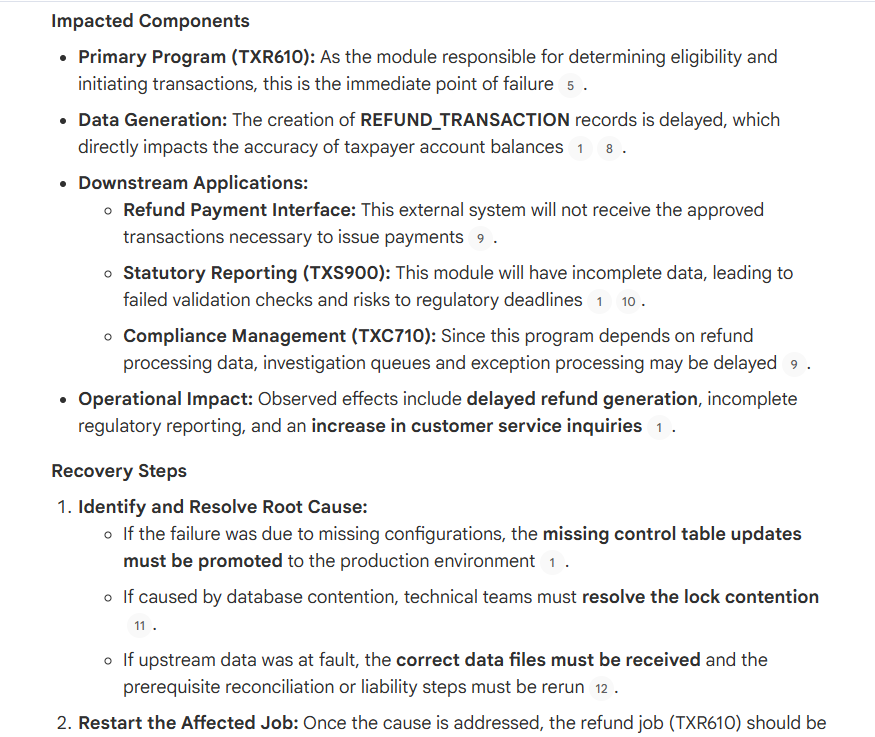 Impacted Components
• Primary Program (TXR610): As the module responsible for determining eligibility and
initiating transactions, this is the immediate point of failure 5 .
• Data Generation: The creation of REFUND_TRANSACTION records is delayed, which
directly impacts the accuracy of taxpayer account balances 1 8 .
• Downstream Applications:
◦ Refund Payment Interface: This external system will not receive the approved
transactions necessary to issue payments 9 .
◦ Statutory Reporting (TXS900): This module will have incomplete data, leading to
failed validation checks and risks to regulatory deadlines 1 10 .
◦ Compliance Management (TXC710): Since this program depends on refund
processing data, investigation queues and exception processing may be delayed 9 .
• Operational Impact: Observed effects include delayed refund generation, incomplete
regulatory reporting, and an increase in customer service inquiries 1 .
Recovery Steps
1. Identify and Resolve Root Cause:
◦ If the failure was due to missing configurations, the missing control table updates
must be promoted to the production environment 1 .
◦ If caused by database contention, technical teams must resolve the lock contention
11 .
◦ If upstream data was at fault, the correct data files must be received and the
prerequisite reconciliation or liability steps must be rerun 12 .
2. Restart the Affected Job: Once the cause is addressed, the refund job (TXR610) should be